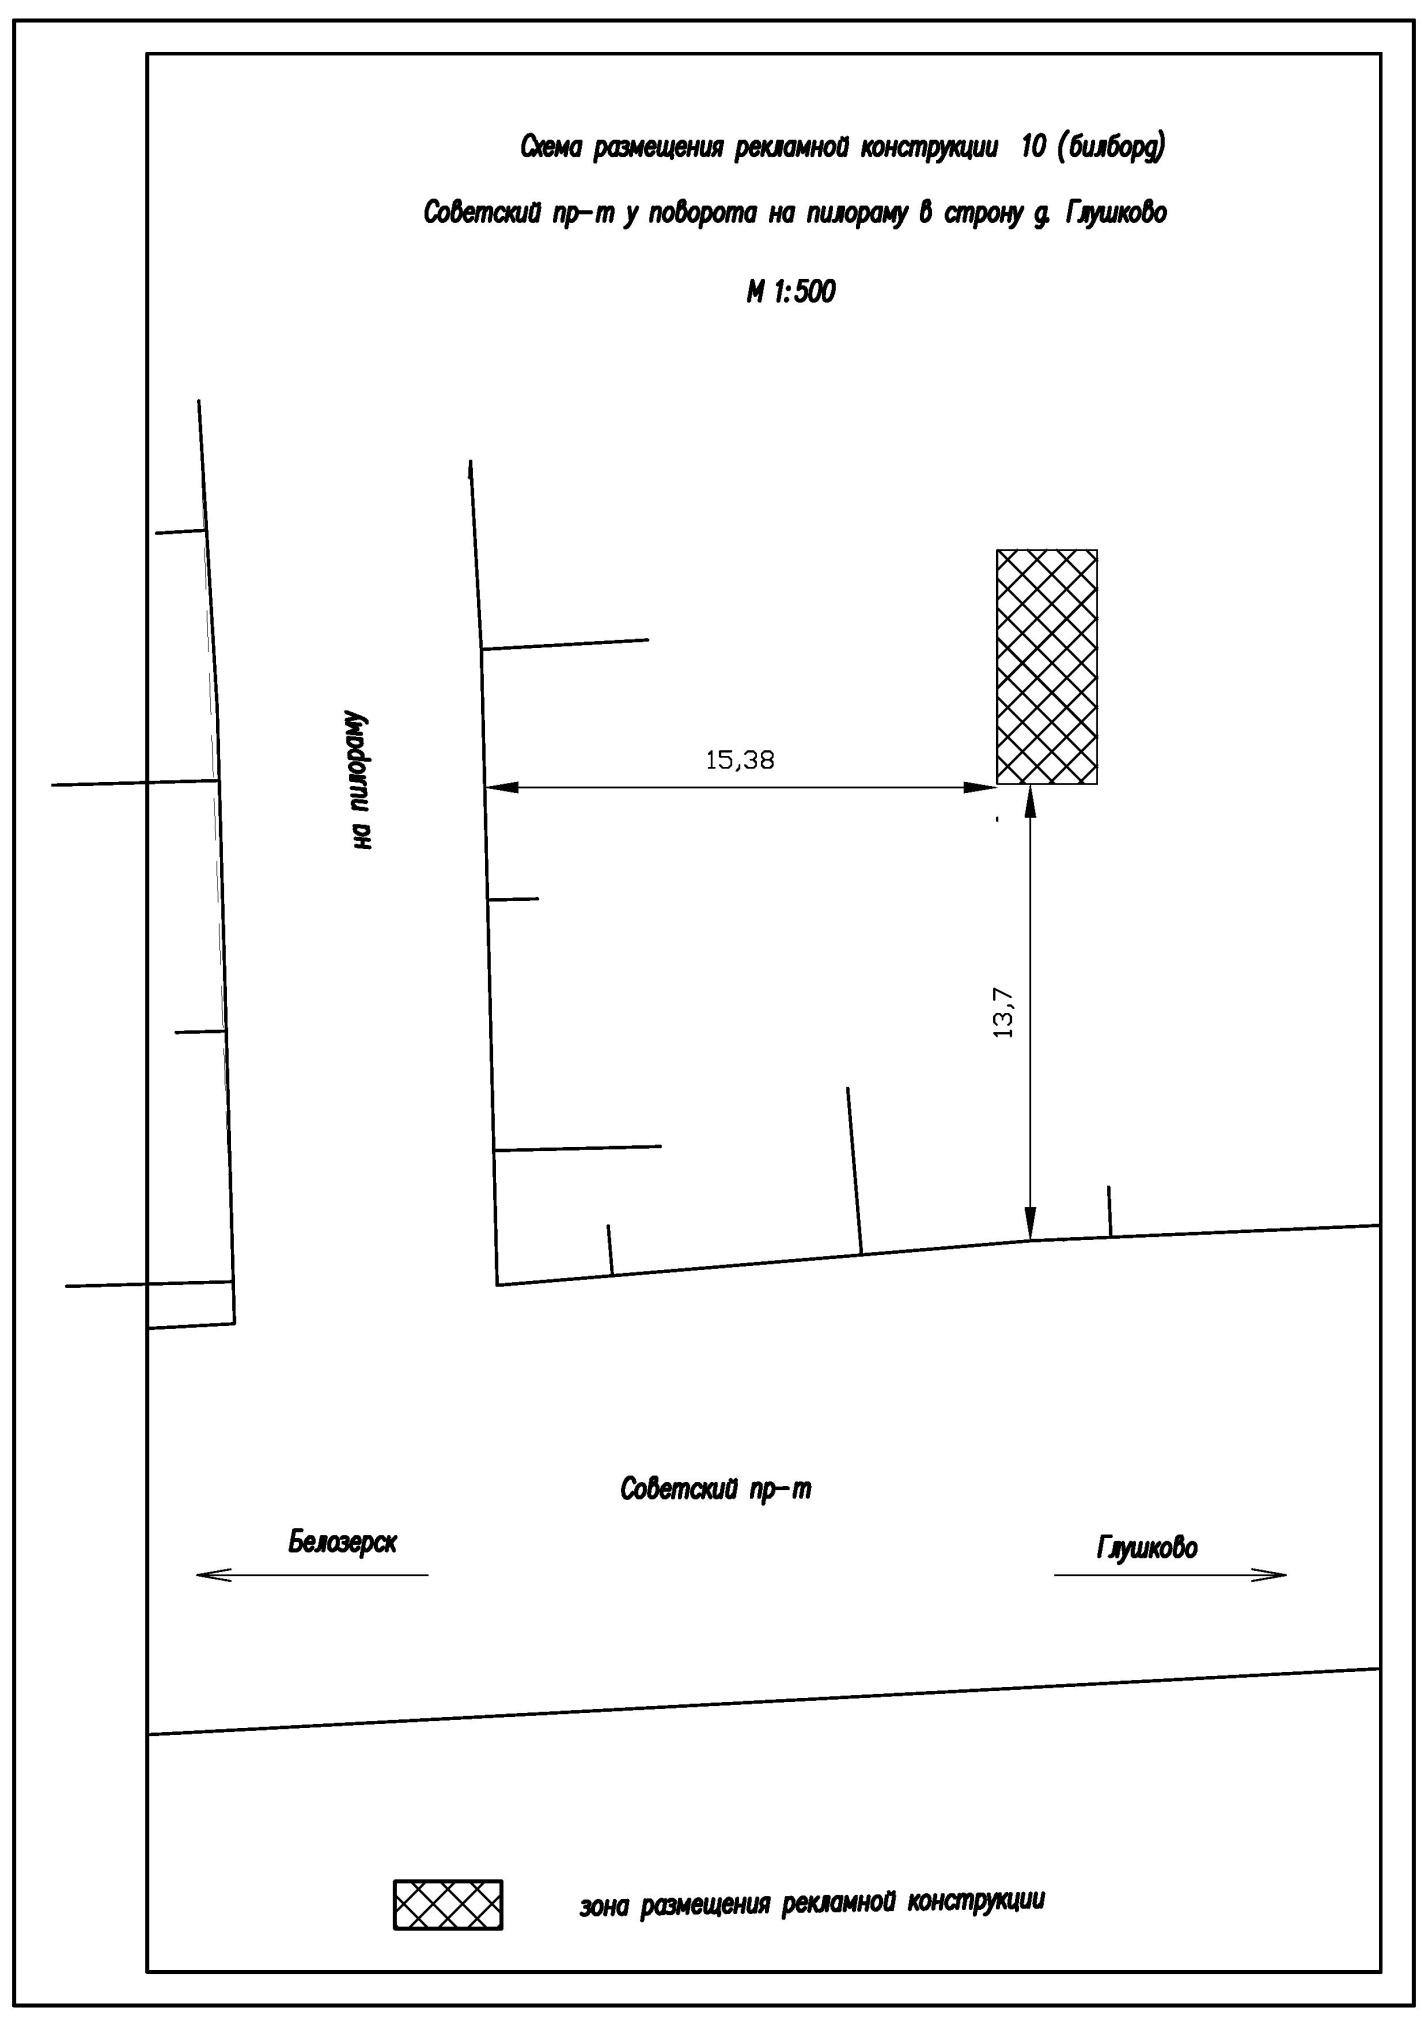 Схема размещения рекламной конструкции 10 (билборд)
Советский пр-т у поворота на пилораму в строну д. Глушково
М 1:500
на пилораму
15,38
13,7
Советский пр-т
Белозерск
Глушково
зона размещения рекламной конструкции